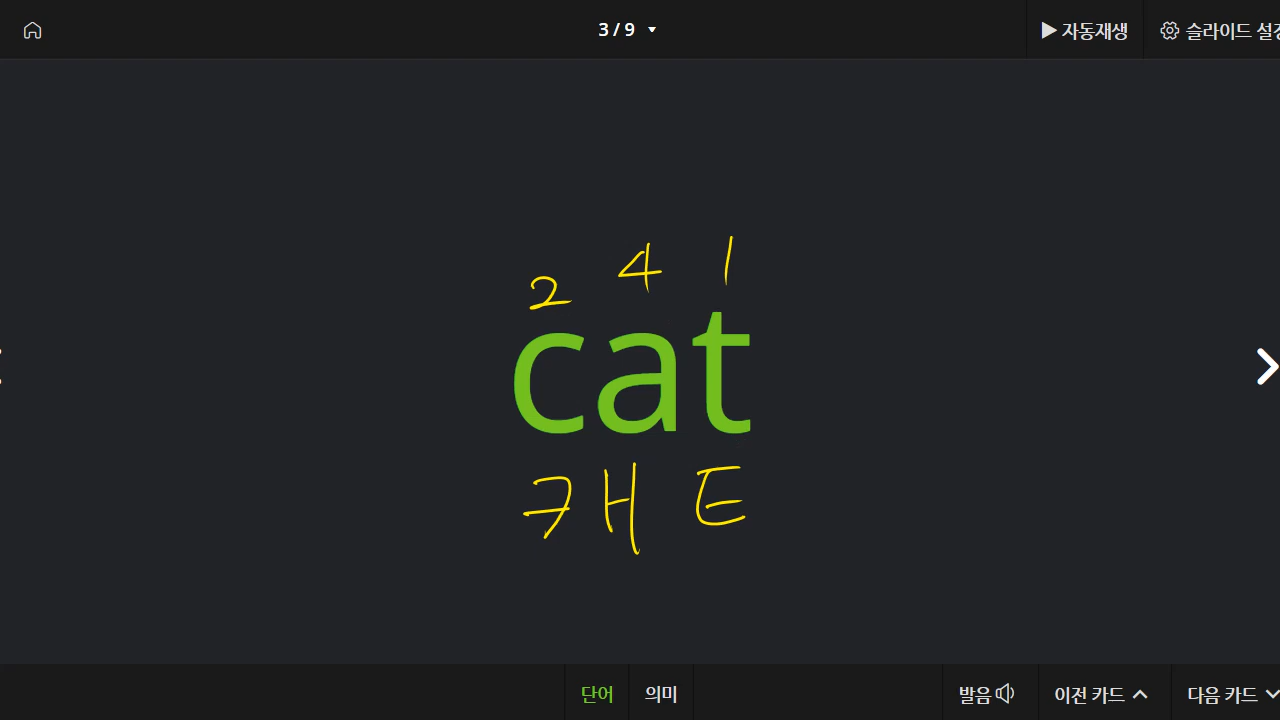 3 / 9
자동재생
슬라이드 설정
2 4 1
cat
ㅋ ㅐ ㅌ
단어
의미
발음
이전 카드
다음 카드